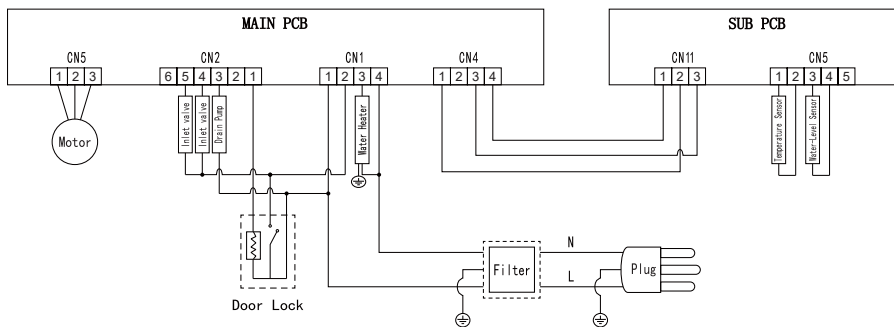 MAIN PCB
SUB PCB
CN5
CN2
CN1
CN4
CN11
CN5
1 2 3
6 5 4 3 2 1
1 2 3 4
1 2 3 4
1 2 3
1 2 3 4 5
Inlet valve
Inlet valve
Drain Pump
Water Heater
Temperature Sensor
Water-Level Sensor
Motor
N
Filter
L
Plug
Door Lock